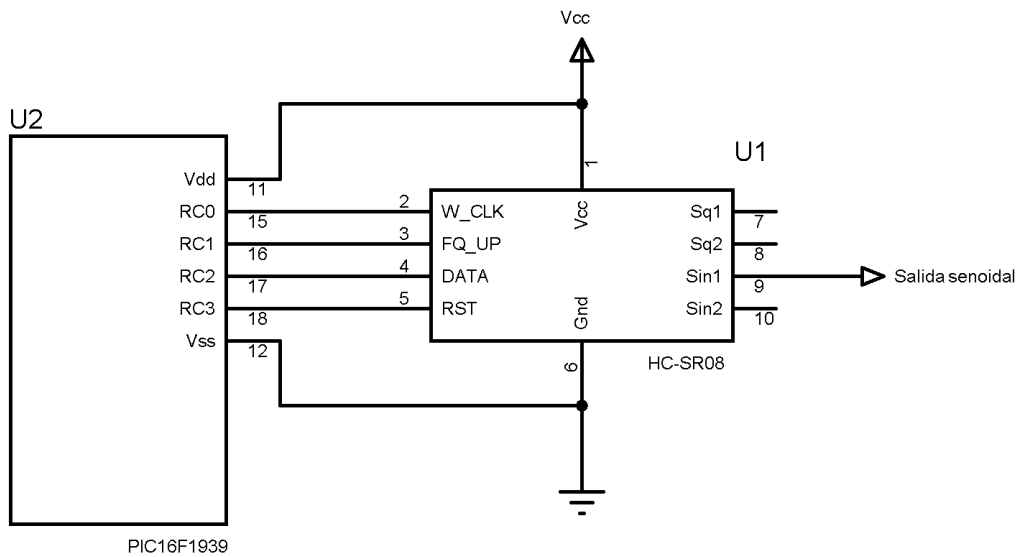 Vcc
U2
U1
Vdd
11
1
Vcc
RC0
15
2
W_CLK
Sq1
7
RC1
16
3
FQ_UP
Sq2
8
RC2
17
4
DATA
Sin1
9
Salida senoidal
RC3
18
5
RST
Gnd
Sin2
10
Vss
12
6
HC-SR08
PIC16F1939